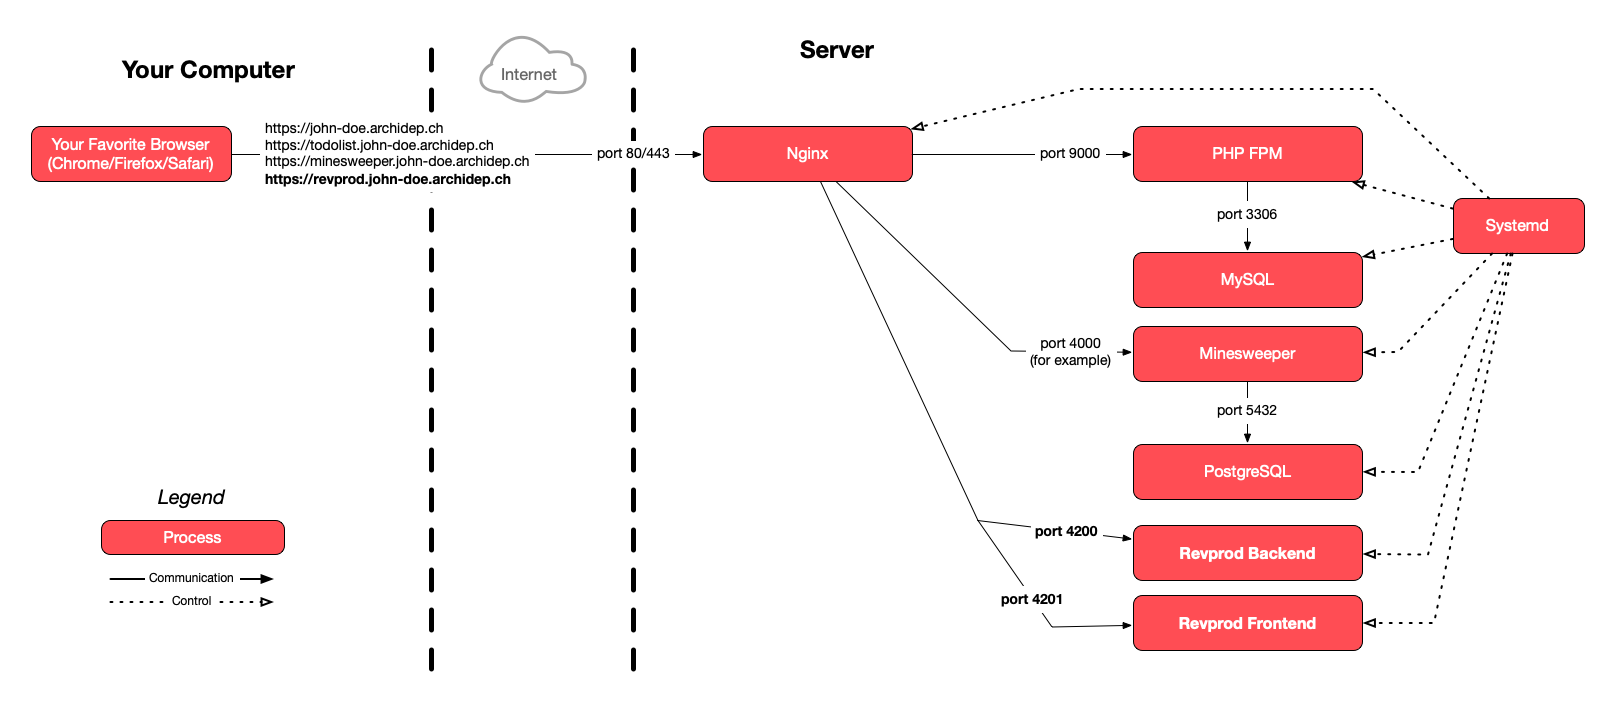 Your Computer
Internet
Server
Your Favorite Browser
(Chrome/Firefox/Safari)
https://john-doe.archidep.ch
https://todolist.john-doe.archidep.ch
https://minesweeper.john-doe.archidep.ch
https://revprod.john-doe.archidep.ch
port 80/443
Nginx
port 9000
PHP FPM
port 3306
Systemd
MySQL
port 4000
(for example)
Minesweeper
port 5432
PostgreSQL
port 4200
Revprod Backend
port 4201
Revprod Frontend
Legend
Process
Communication
Control